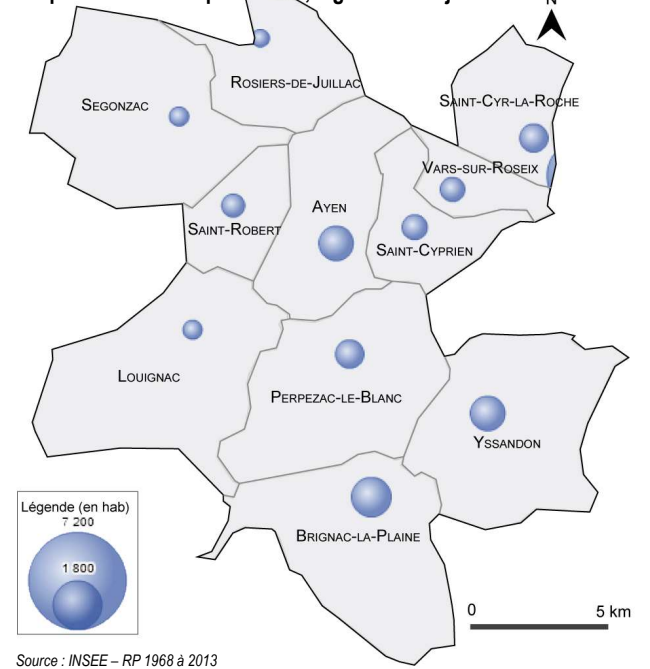 N
ROSIERS-DE-JUILLAC
SEGONZAC
SAINT-CYR-LA-ROCHE
VARS-SUR-ROSEIX
AYEN
SAINT-ROBERT
SAINT-CYPRIEN
LOUIGNAC
PERPEZAC-LE-BLANC
YSSANDON
BRIGNAC-LA-PLAINE
Légende (en hab)
7 200
1 800
0 5 km
Source : INSEE – RP 1968 à 2013